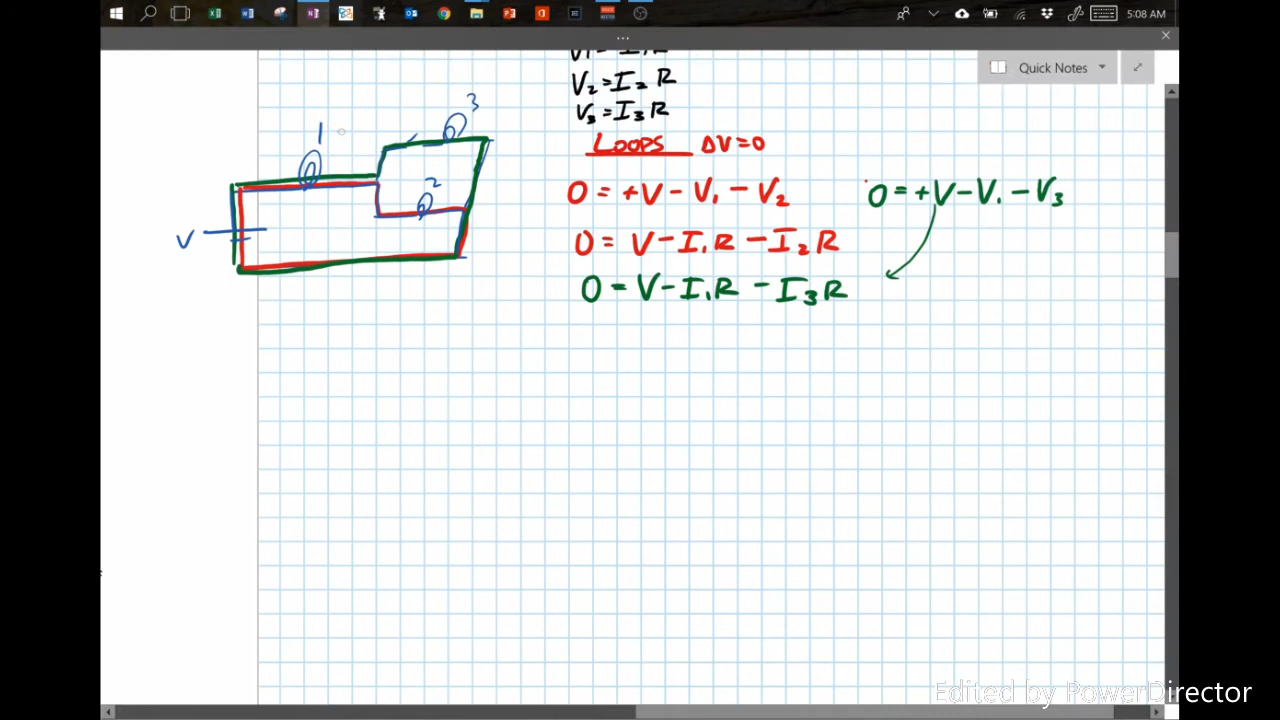 5:08 AM
Quick Notes
V₂=I₂R
V₃=I₃R
LOOPS ΔV=0
0=+V-V₁-V₂
0=+V-V₁-V₃
0=V-I₁R-I₂R
0=V-I₁R-I₃R
3
1
2
V
Edited by PowerDirector